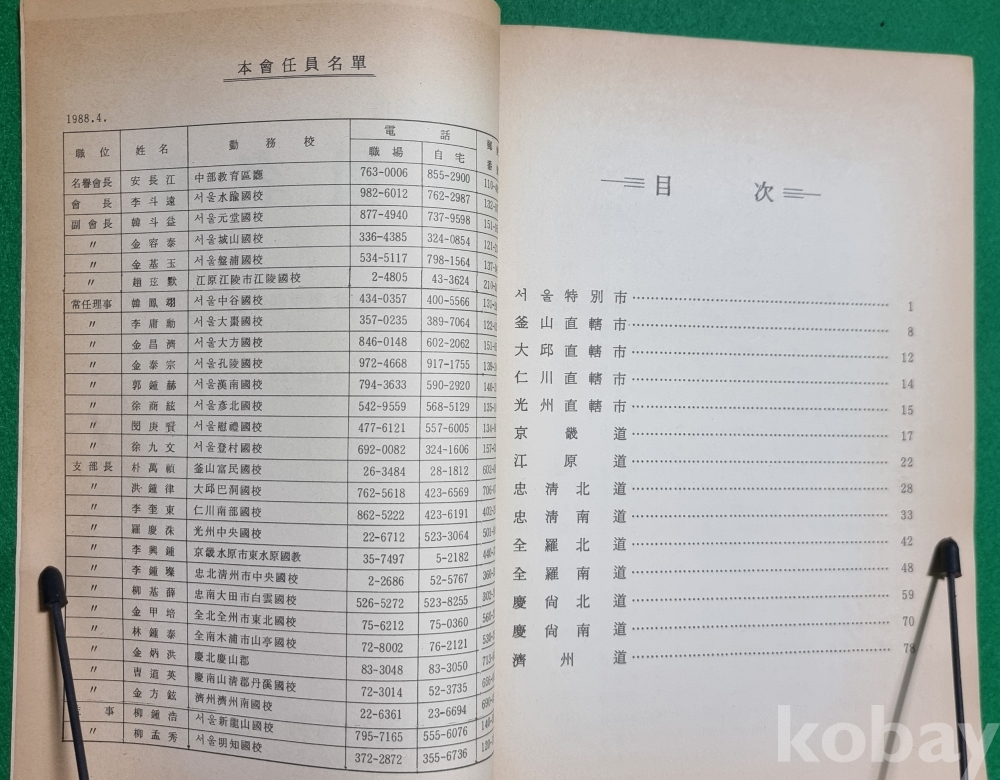 本會任員名單
1988.4.
職位 姓名 勤務校 電話
職場 自宅
名譽會長 安長江 中部教育區廳 763-0006 855-2900
會長 李斗遠 서울水踰國校 982-6012 762-2987
副會長 韓斗益 서울元堂國校 877-4940 737-9598
〃 金容泰 서울城山國校 336-4385 324-0854
〃 金基玉 서울盤浦國校 534-5117 798-1564
〃 趙玹默 江原江陵市江陵國校 2-4805 43-3624
常任理事 韓鳳翊 서울中谷國校 434-0357 400-5566
〃 李庸勳 서울大棗國校 357-0235 389-7064
〃 金昌濟 서울大方國校 846-0148 602-2062
〃 金泰宗 서울孔陵國校 972-4668 917-1755
〃 郭鍾赫 서울漢南國校 794-3633 590-2920
〃 徐商鉉 서울彦北國校 542-9559 568-5129
〃 閔庚賢 서울慰禮國校 477-6121 557-6005
〃 徐九文 서울登村國校 692-0082 324-1606
支部長 朴萬禎 釜山富民國校 26-3484 28-1812
〃 洪鍾律 大邱巴洞國校 762-5618 423-6569
〃 李奎東 仁川南部國校 862-5222 423-6191
〃 羅慶洙 光州中央國校 22-6712 523-3064
〃 李興鍾 京畿水原市東水原國教 35-7497 5-2182
〃 李鍾璨 忠北淸州市中央國校 2-2686 52-5767
〃 柳基薛 忠南大田市白雲國校 526-5272 523-8255
〃 金甲培 全北全州市東北國校 75-6212 75-0360
〃 林鍾泰 全南木浦市山亭國校 72-8002 76-2121
〃 金炳洪 慶北慶山郡 83-3048 83-3050
〃 曺道英 慶南山淸郡丹溪國校 72-3014 52-3735
〃 金方鉉 濟州濟州南國校 22-6361 23-6694
事 柳鍾浩 서울新龍山國校 795-7165 555-6076
〃 柳孟秀 서울明知國校 372-2872 355-6736
目次
서울特別市 1
釜山直轄市 8
大邱直轄市 12
仁川直轄市 14
光州直轄市 15
京畿道 17
江原道 22
忠淸北道 28
忠淸南道 33
全羅北道 42
全羅南道 48
慶尙北道 59
慶尙南道 70
濟州道 78
kobay